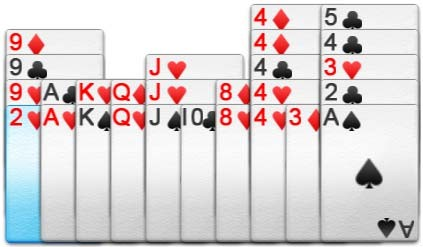 4♦ 5♣
9♦ 4♦ 4♣
9♣ J♥ 4♣ 3♥
9♥ A♣ K♥ Q♦ J♥ 8♦ 4♥ 2♣
2♥ A♥ K♠ Q♥ J♠ 10♣ 8♥ 4♥ 3♦ A♠
♠A